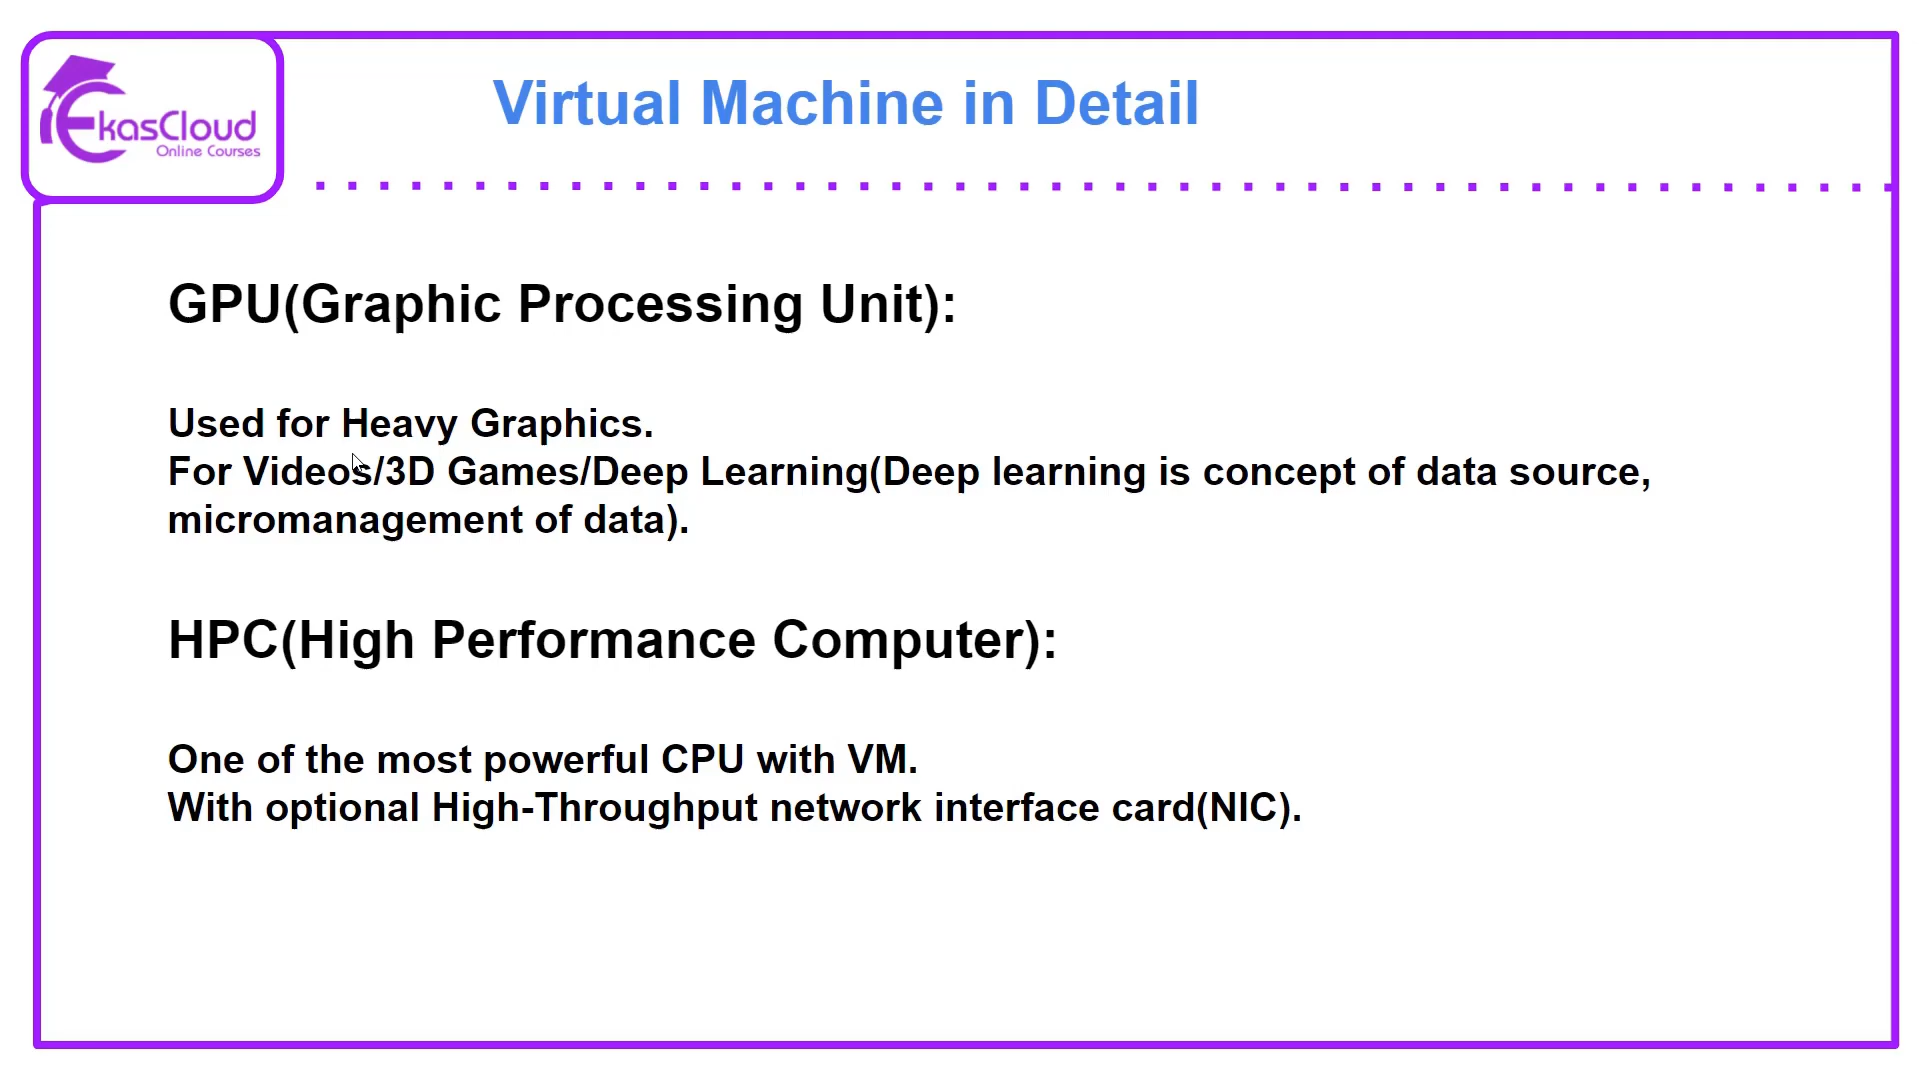 EkasCloud
Online Courses
Virtual Machine in Detail
GPU(Graphic Processing Unit):
Used for Heavy Graphics.
For Videos/3D Games/Deep Learning(Deep learning is concept of data source,
micromanagement of data).
HPC(High Performance Computer):
One of the most powerful CPU with VM.
With optional High-Throughput network interface card(NIC).